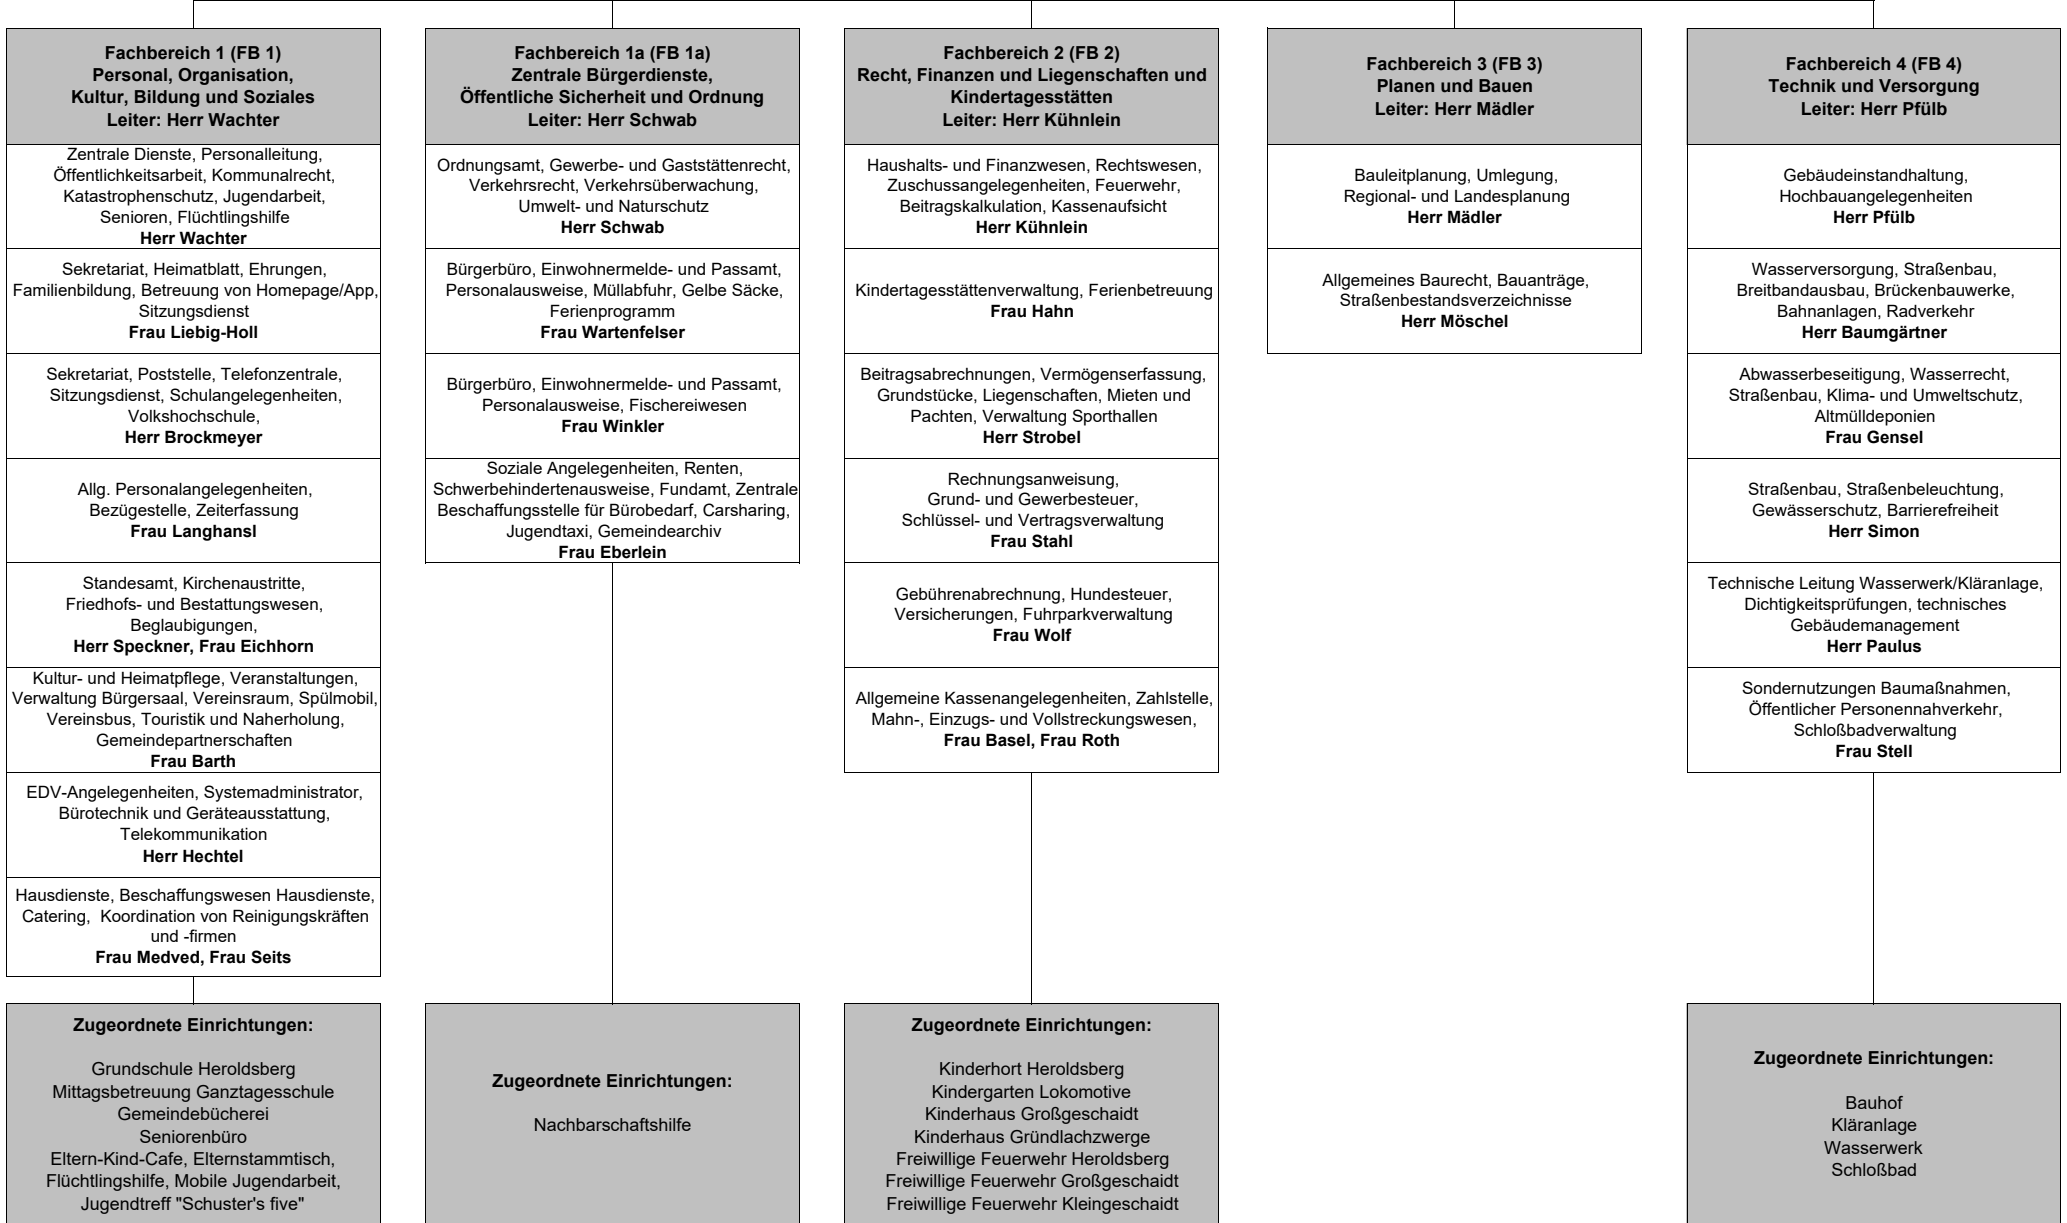 Fachbereich 1 (FB 1)
Personal, Organisation,
Kultur, Bildung und Soziales
Leiter: Herr Wachter
Zentrale Dienste, Personalleitung,
Öffentlichkeitsarbeit, Kommunalrecht,
Katastrophenschutz, Jugendarbeit,
Senioren, Flüchtlingshilfe
Herr Wachter
Sekretariat, Heimatblatt, Ehrungen,
Familienbildung, Betreuung von Homepage/App,
Sitzungsdienst
Frau Liebig-Holl
Sekretariat, Poststelle, Telefonzentrale,
Sitzungsdienst, Schulangelegenheiten,
Volkshochschule,
Herr Brockmeyer
Allg. Personalangelegenheiten,
Bezügestelle, Zeiterfassung
Frau Langhansl
Standesamt, Kirchenaustritte,
Friedhofs- und Bestattungswesen,
Beglaubigungen,
Herr Speckner, Frau Eichhorn
Kultur- und Heimatpflege, Veranstaltungen,
Verwaltung Bürgersaal, Vereinsraum, Spülmobil,
Vereinsbus, Touristik und Naherholung,
Gemeindepartnerschaften
Frau Barth
EDV-Angelegenheiten, Systemadministrator,
Bürotechnik und Geräteausstattung,
Telekommunikation
Herr Hechtel
Hausdienste, Beschaffungswesen Hausdienste,
Catering,  Koordination von Reinigungskräften
und -firmen
Frau Medved, Frau Seits
Zugeordnete Einrichtungen:
Grundschule Heroldsberg
Mittagsbetreuung Ganztagesschule
Gemeindebücherei
Seniorenbüro
Eltern-Kind-Cafe, Elternstammtisch,
Flüchtlingshilfe, Mobile Jugendarbeit,
Jugendtreff "Schuster's five"
Fachbereich 1a (FB 1a)
Zentrale Bürgerdienste,
Öffentliche Sicherheit und Ordnung
Leiter: Herr Schwab
Ordnungsamt, Gewerbe- und Gaststättenrecht,
Verkehrsrecht, Verkehrsüberwachung,
Umwelt- und Naturschutz
Herr Schwab
Bürgerbüro, Einwohnermelde- und Passamt,
Personalausweise, Müllabfuhr, Gelbe Säcke,
Ferienprogramm
Frau Wartenfelser
Bürgerbüro, Einwohnermelde- und Passamt,
Personalausweise, Fischereiwesen
Frau Winkler
Soziale Angelegenheiten, Renten,
Schwerbehindertenausweise, Fundamt, Zentrale
Beschaffungsstelle für Bürobedarf, Carsharing,
Jugendtaxi, Gemeindearchiv
Frau Eberlein
Zugeordnete Einrichtungen:
Nachbarschaftshilfe
Fachbereich 2 (FB 2)
Recht, Finanzen und Liegenschaften und
Kindertagesstätten
Leiter: Herr Kühnlein
Haushalts- und Finanzwesen, Rechtswesen,
Zuschussangelegenheiten, Feuerwehr,
Beitragskalkulation, Kassenaufsicht
Herr Kühnlein
Kindertagesstättenverwaltung, Ferienbetreuung
Frau Hahn
Beitragsabrechnungen, Vermögenserfassung,
Grundstücke, Liegenschaften, Mieten und
Pachten, Verwaltung Sporthallen
Herr Strobel
Rechnungsanweisung,
Grund- und Gewerbesteuer,
Schlüssel- und Vertragsverwaltung
Frau Stahl
Gebührenabrechnung, Hundesteuer,
Versicherungen, Fuhrparkverwaltung
Frau Wolf
Allgemeine Kassenangelegenheiten, Zahlstelle,
Mahn-, Einzugs- und Vollstreckungswesen,
Frau Basel, Frau Roth
Zugeordnete Einrichtungen:
Kinderhort Heroldsberg
Kindergarten Lokomotive
Kinderhaus Großgeschaidt
Kinderhaus Gründlachzwerge
Freiwillige Feuerwehr Heroldsberg
Freiwillige Feuerwehr Großgeschaidt
Freiwillige Feuerwehr Kleingeschaidt
Fachbereich 3 (FB 3)
Planen und Bauen
Leiter: Herr Mädler
Bauleitplanung, Umlegung,
Regional- und Landesplanung
Herr Mädler
Allgemeines Baurecht, Bauanträge,
Straßenbestandsverzeichnisse
Herr Möschel
Fachbereich 4 (FB 4)
Technik und Versorgung
Leiter: Herr Pfülb
Gebäudeinstandhaltung,
Hochbauangelegenheiten
Herr Pfülb
Wasserversorgung, Straßenbau,
Breitbandausbau, Brückenbauwerke,
Bahnanlagen, Radverkehr
Herr Baumgärtner
Abwasserbeseitigung, Wasserrecht,
Straßenbau, Klima- und Umweltschutz,
Altmülldeponien
Frau Gensel
Straßenbau, Straßenbeleuchtung,
Gewässerschutz, Barrierefreiheit
Herr Simon
Technische Leitung Wasserwerk/Kläranlage,
Dichtigkeitsprüfungen, technisches
Gebäudemanagement
Herr Paulus
Sondernutzungen Baumaßnahmen,
Öffentlicher Personennahverkehr,
Schloßbadverwaltung
Frau Stell
Zugeordnete Einrichtungen:
Bauhof
Kläranlage
Wasserwerk
Schloßbad